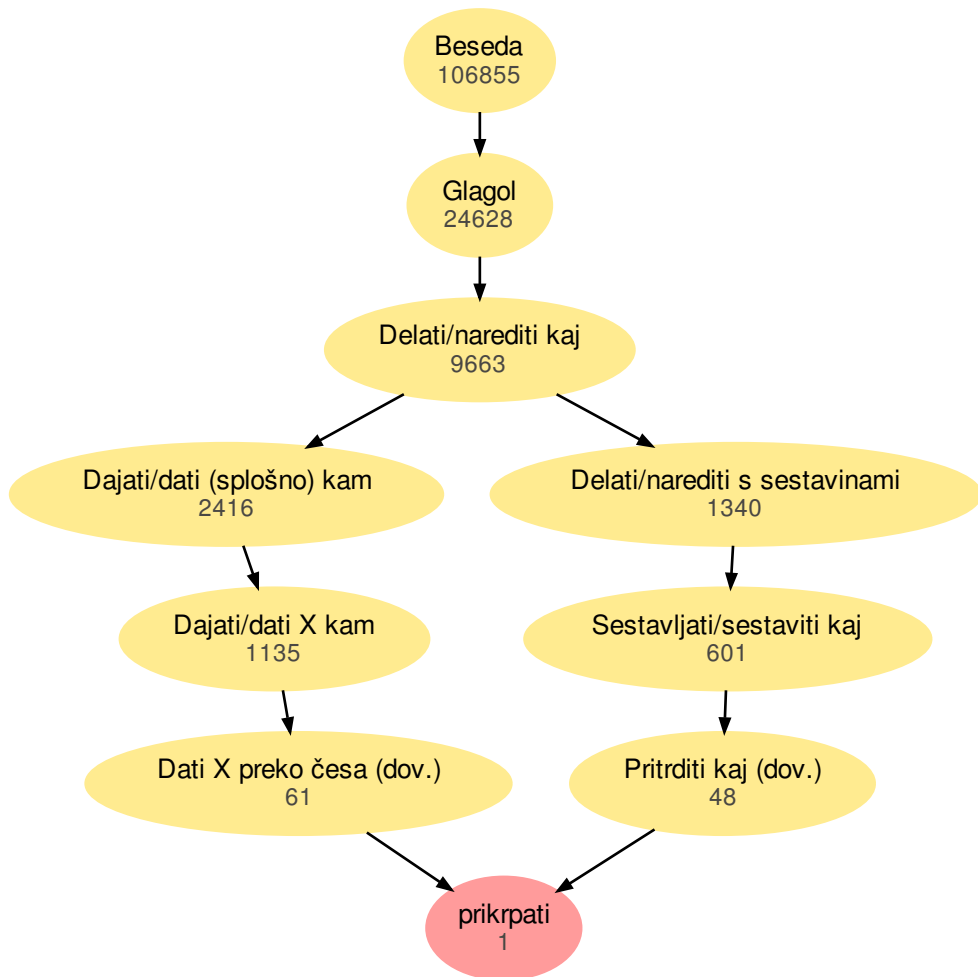 Beseda
106855
Glagol
24628
Delati/narediti kaj
9663
Dajati/dati (splošno) kam
2416
Delati/narediti s sestavinami
1340
Dajati/dati X kam
1135
Sestavljati/sestaviti kaj
601
Dati X preko česa (dov.)
61
Pritrditi kaj (dov.)
48
prikrpati
1